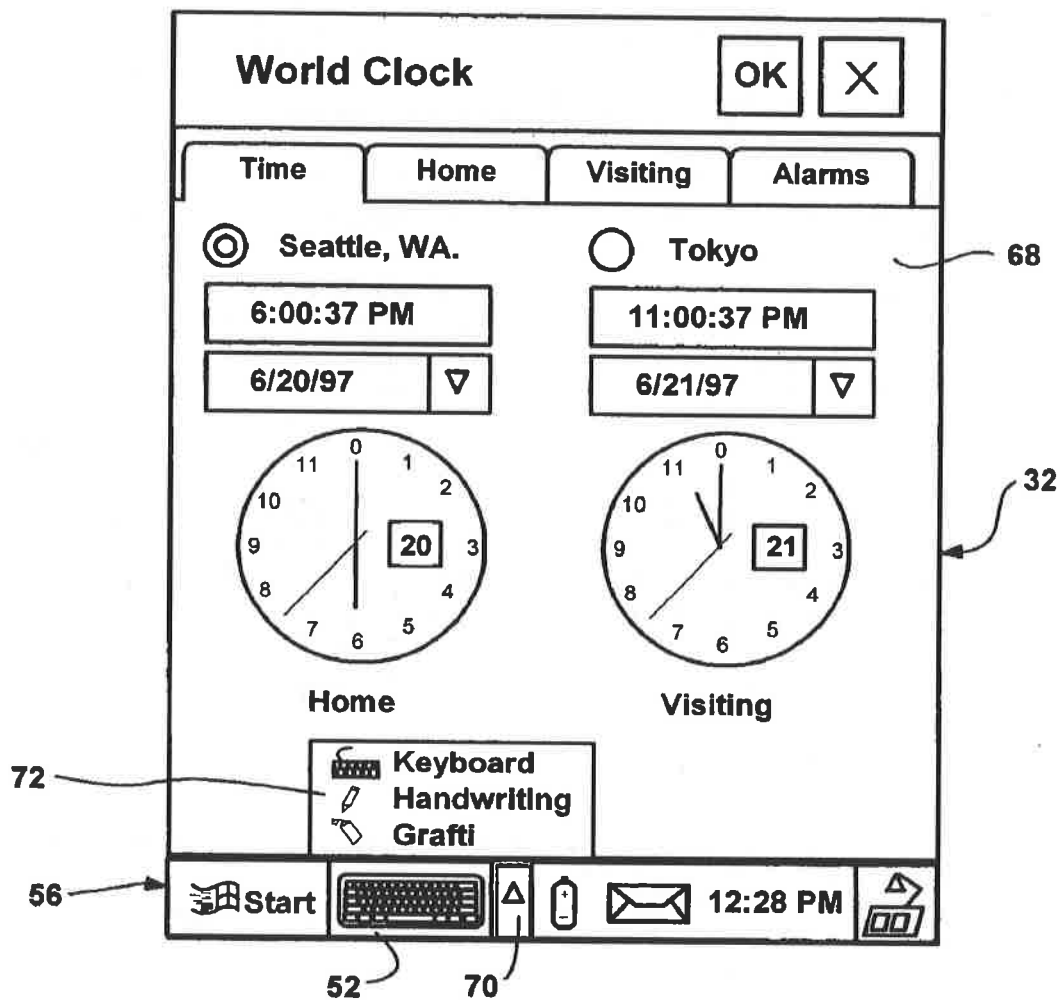 World Clock OK X
Time Home Visiting Alarms
Seattle, WA. Tokyo 68
6:00:37 PM 11:00:37 PM
6/20/97 6/21/97
0 1 2 3 4 5 6 7 8 9 10 11 20
0 1 2 3 4 5 6 7 8 9 10 11 21
32
Home Visiting
Keyboard
72 Handwriting
Grafti
56 Start 12:28 PM
52 70